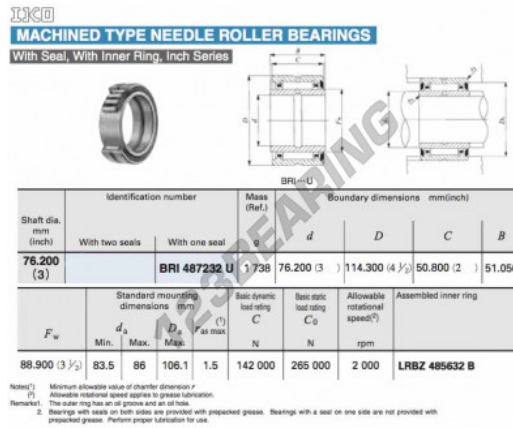 IKO
MACHINED TYPE NEEDLE ROLLER BEARINGS
With Seal, With Inner Ring, Inch Series
B
C
D
d
BRI…U
123BEARING
Shaft dia.
mm
(inch)
Identification number
With two seals
With one seal
Mass
(Ref.)
g
Boundary dimensions mm(inch)
d
D
C
B
76.200
(3)
BRI 487232 U
1 738
76.200 (3 )
114.300 (4 1/2)
50.800 (2 )
51.050
Fw
Standard mounting
dimensions mm
da
Min.
Max.
Da
Max.
ras max (1)
Basic dynamic
load rating
C
N
Basic static
load rating
C0
N
Allowable
rotational
speed(2)
rpm
Assembled inner ring
88.900 (3 1/2)
83.5
86
106.1
1.5
142 000
265 000
2 000
LRBZ 485632 B
Notes(1) Minimum allowable value of chamfer dimension r
(2) Allowable rotational speed applies to grease lubrication.
Remarks1. The outer ring has an oil groove and an oil hole.
2. Bearings with seals on both sides are provided with prepacked grease. Bearings with a seal on one side are not provided with
prepacked grease. Perform proper lubrication for use.